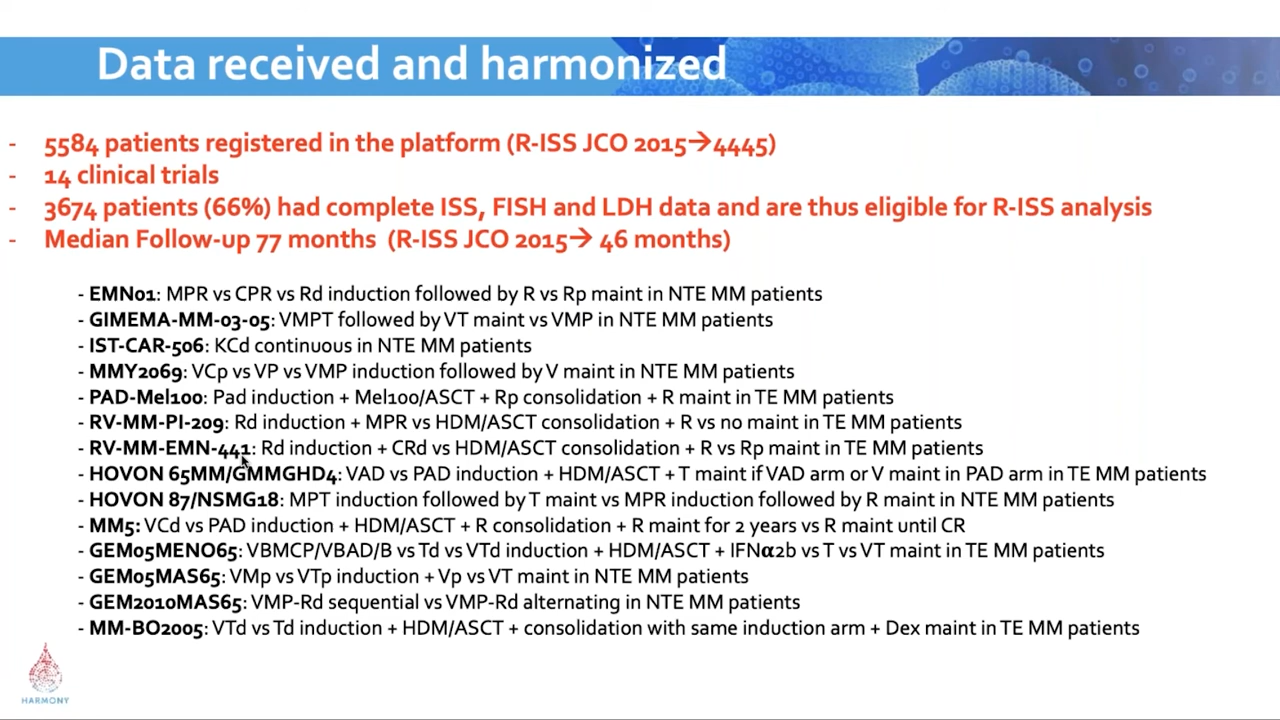 Data received and harmonized
- 5584 patients registered in the platform (R-ISS JCO 2015→4445)
- 14 clinical trials
- 3674 patients (66%) had complete ISS, FISH and LDH data and are thus eligible for R-ISS analysis
- Median Follow-up 77 months (R-ISS JCO 2015→ 46 months)
- EMN01: MPR vs CPR vs Rd induction followed by R vs Rp maint in NTE MM patients
- GIMEMA-MM-03-05: VMPT followed by VT maint vs VMP in NTE MM patients
- IST-CAR-506: KCd continuous in NTE MM patients
- MMY2069: VCp vs VP vs VMP induction followed by V maint in NTE MM patients
- PAD-Mel100: Pad induction + Mel100/ASCT + Rp consolidation + R maint in TE MM patients
- RV-MM-PI-209: Rd induction + MPR vs HDM/ASCT consolidation + R vs no maint in TE MM patients
- RV-MM-EMN-441: Rd induction + CRd vs HDM/ASCT consolidation + R vs Rp maint in TE MM patients
- HOVON 65MM/GMMGHD4: VAD vs PAD induction + HDM/ASCT + T maint if VAD arm or V maint in PAD arm in TE MM patients
- HOVON 87/NSMG18: MPT induction followed by T maint vs MPR induction followed by R maint in NTE MM patients
- MM5: VCd vs PAD induction + HDM/ASCT + R consolidation + R maint for 2 years vs R maint until CR
- GEM05MENO65: VBMCP/VBAD/B vs Td vs VTd induction + HDM/ASCT + IFNα2b vs T vs VT maint in TE MM patients
- GEM05MAS65: VMp vs VTp induction + Vp vs VT maint in NTE MM patients
- GEM2010MAS65: VMP-Rd sequential vs VMP-Rd alternating in NTE MM patients
- MM-BO2005: VTd vs Td induction + HDM/ASCT + consolidation with same induction arm + Dex maint in TE MM patients
HARMONY